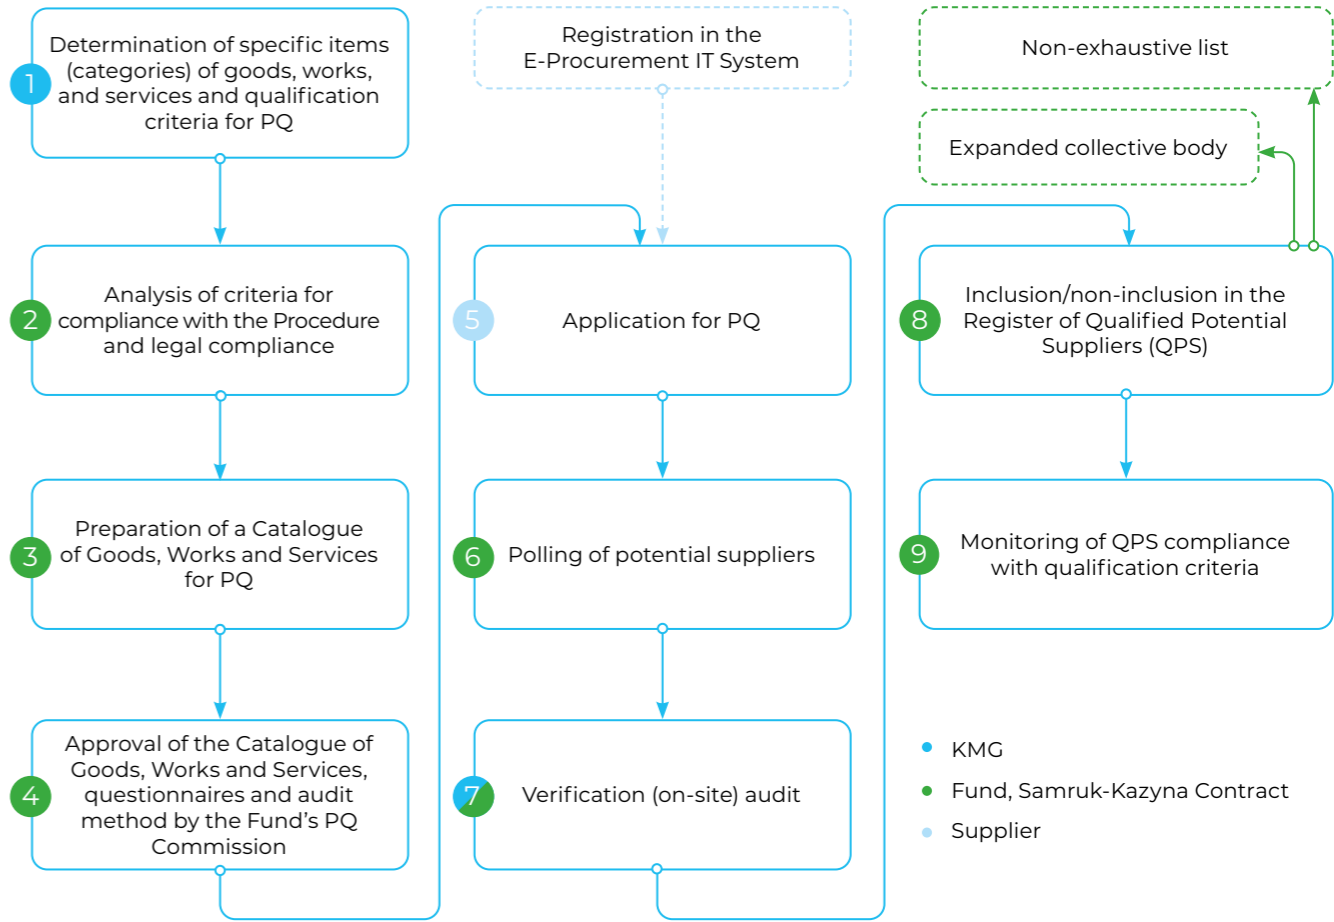 1
Determination of specific items
(categories) of goods, works,
and services and qualification
criteria for PQ
2
Analysis of criteria for
compliance with the Procedure
and legal compliance
3
Preparation of a Catalogue
of Goods, Works and Services
for PQ
4
Approval of the Catalogue of
Goods, Works and Services,
questionnaires and audit
method by the Fund's PQ
Commission
Registration in the
E-Procurement IT System
5
Application for PQ
6
Polling of potential suppliers
7
Verification (on-site) audit
Non-exhaustive list
Expanded collective body
8
Inclusion/non-inclusion in the
Register of Qualified Potential
Suppliers (QPS)
9
Monitoring of QPS compliance
with qualification criteria
KMG
Fund, Samruk-Kazyna Contract
Supplier